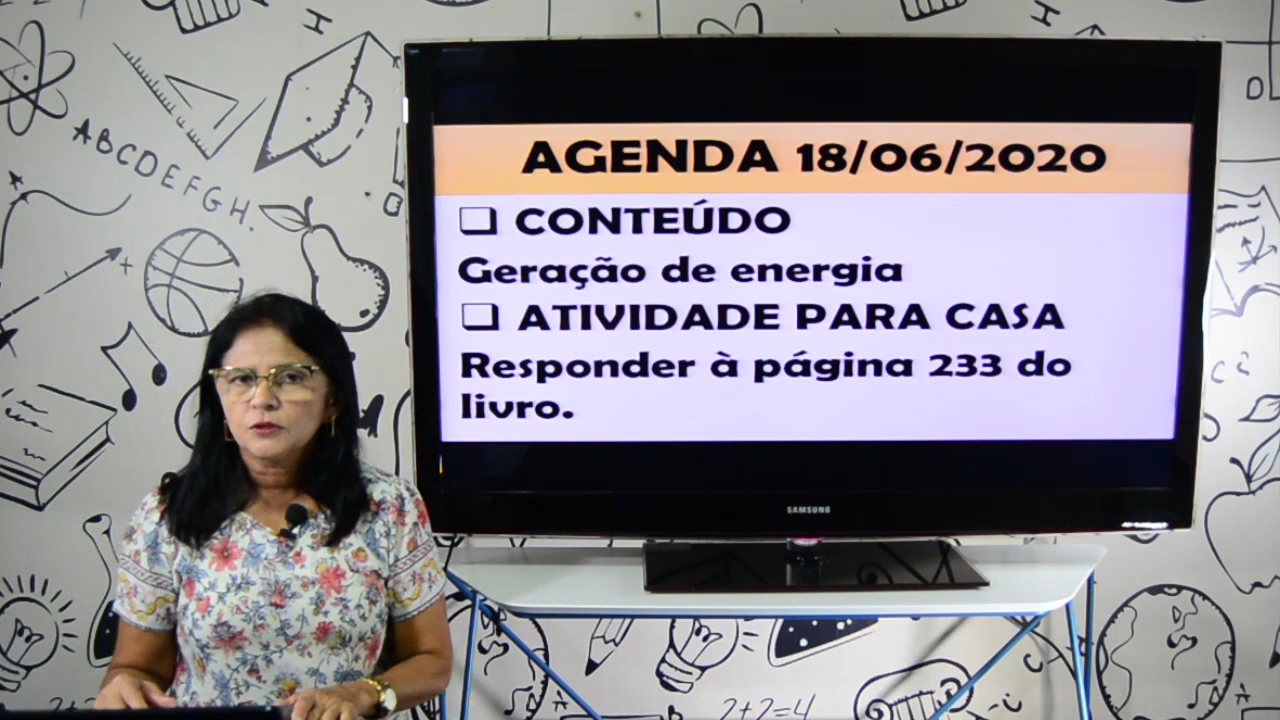 ABCDEFGH.
AGENDA 18/06/2020
❑ CONTEÚDO
Geração de energia
❑ ATIVIDADE PARA CASA
Responder à página 233 do
livro.
SAMSUNG
2+2=4